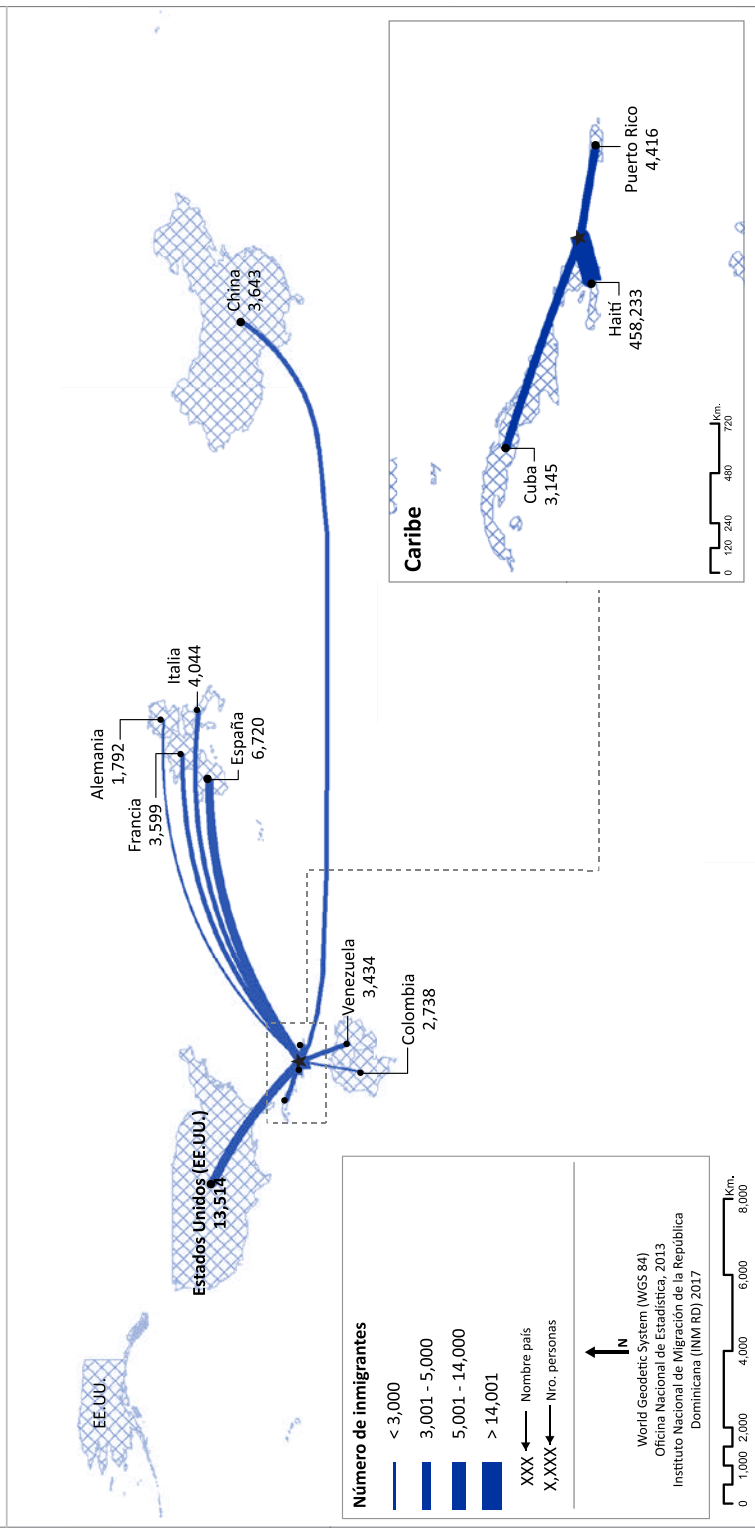 EE.UU.
Estados Unidos (EE.UU.)
13,514
Alemania
1,792
Francia
3,599
Italia
4,044
España
6,720
China
3,643
Venezuela
3,434
Colombia
2,738
Caribe
Cuba
3,145
Haití
458,233
Puerto Rico
4,416
0 120 240 480 720
Km.
Número de inmigrantes
< 3,000
3,001 - 5,000
5,001 - 14,000
> 14,001
XXX Nombre país
X,XXX Nro. personas
N
World Geodetic System (WGS 84)
Oficina Nacional de Estadística, 2013
Instituto Nacional de Migración de la República
Dominicana (INM RD) 2017
0 1,000 2,000 4,000 6,000 8,000
Km.